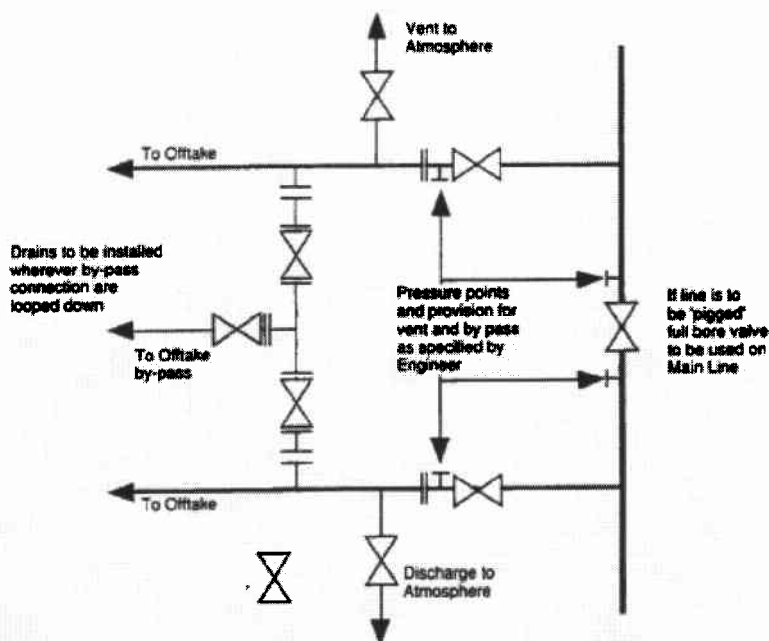 Vent to
Atmosphere
To Offtake
Drains to be installed
wherever by-pass
connection are
looped down
Pressure points
and provision for
vent and by pass
as specified by
Engineer
If line is to
be 'pigged'
full bore valve
to be used on
Main Line
To Offtake
by-pass
To Offtake
Discharge to
Atmosphere